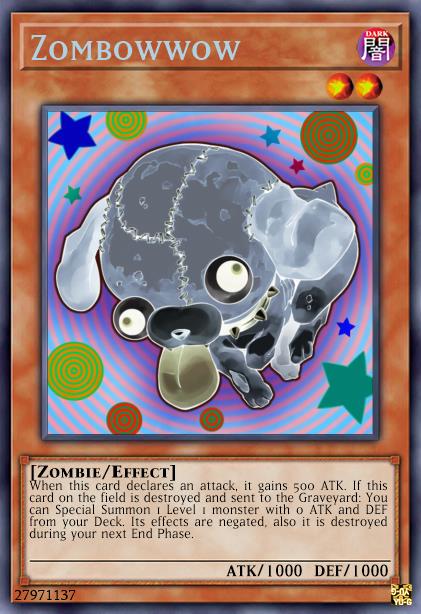 Zombowwow
DARK
闇
[Zombie/Effect]
When this card declares an attack, it gains 500 ATK. If this
card on the field is destroyed and sent to the Graveyard: You
can Special Summon 1 Level 1 monster with 0 ATK and DEF
from your Deck. Its effects are negated, also it is destroyed
during your next End Phase.
ATK/1000 DEF/1000
27971137